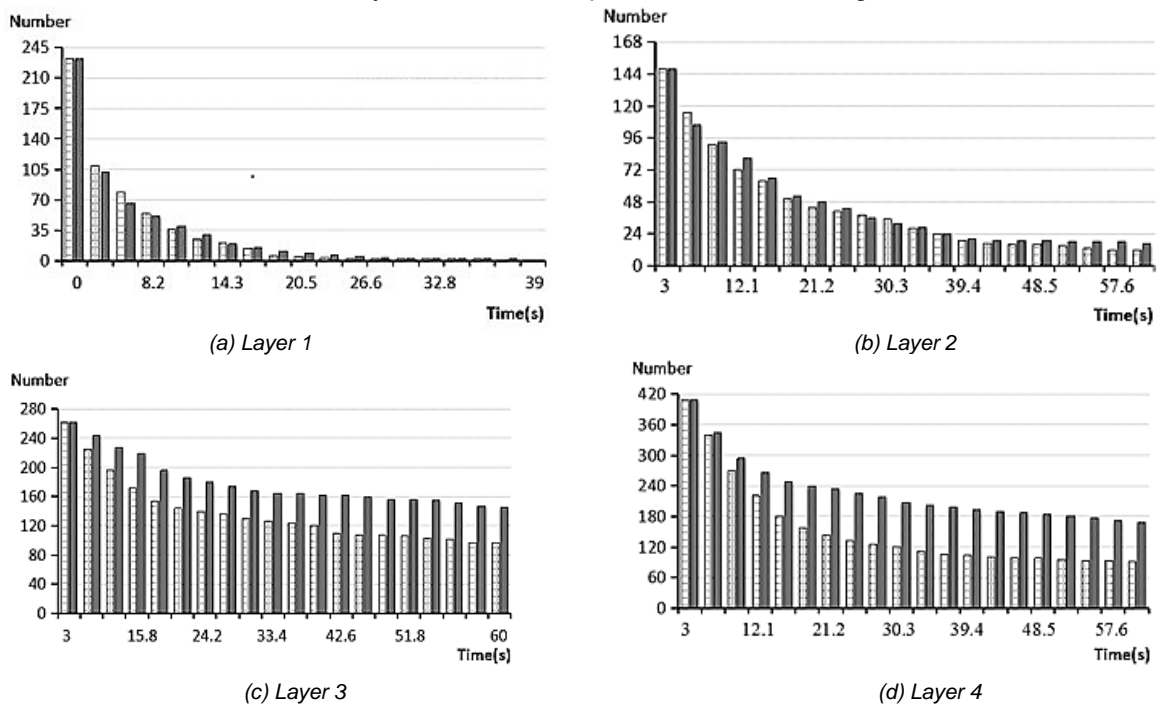 Number
245
210
175
140
105
70
35
0
0 8.2 14.3 20.5 26.6 32.8 39
Time(s)
(a) Layer 1
Number
168
144
120
96
72
48
24
0
3 12.1 21.2 30.3 39.4 48.5 57.6
Time(s)
(b) Layer 2
Number
280
240
200
160
120
80
40
0
3 15.8 24.2 33.4 42.6 51.8 60
Time(s)
(c) Layer 3
Number
420
360
300
240
180
120
60
0
3 12.1 21.2 30.3 39.4 48.5 57.6
Time(s)
(d) Layer 4